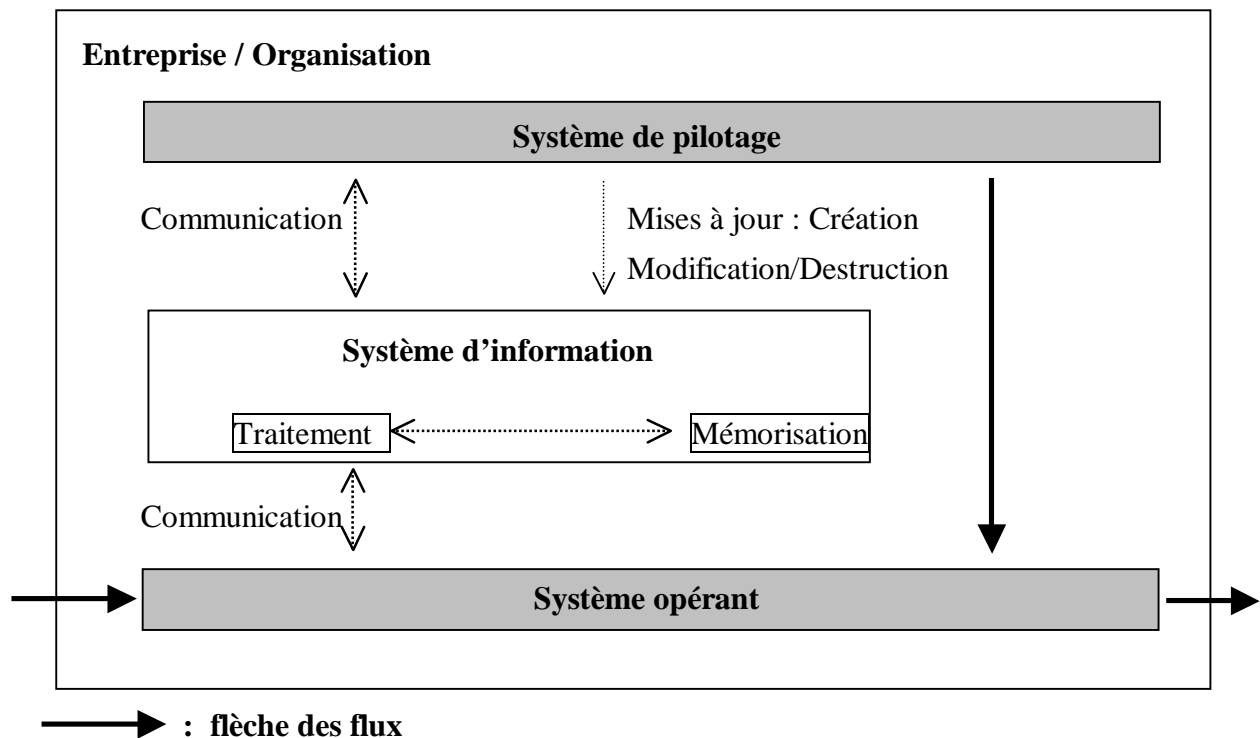 Entreprise / Organisation
Système de pilotage
Communication
Mises à jour : Création
Modification/Destruction
Système d’information
Traitement
Mémorisation
Communication
Système opérant
: flèche des flux